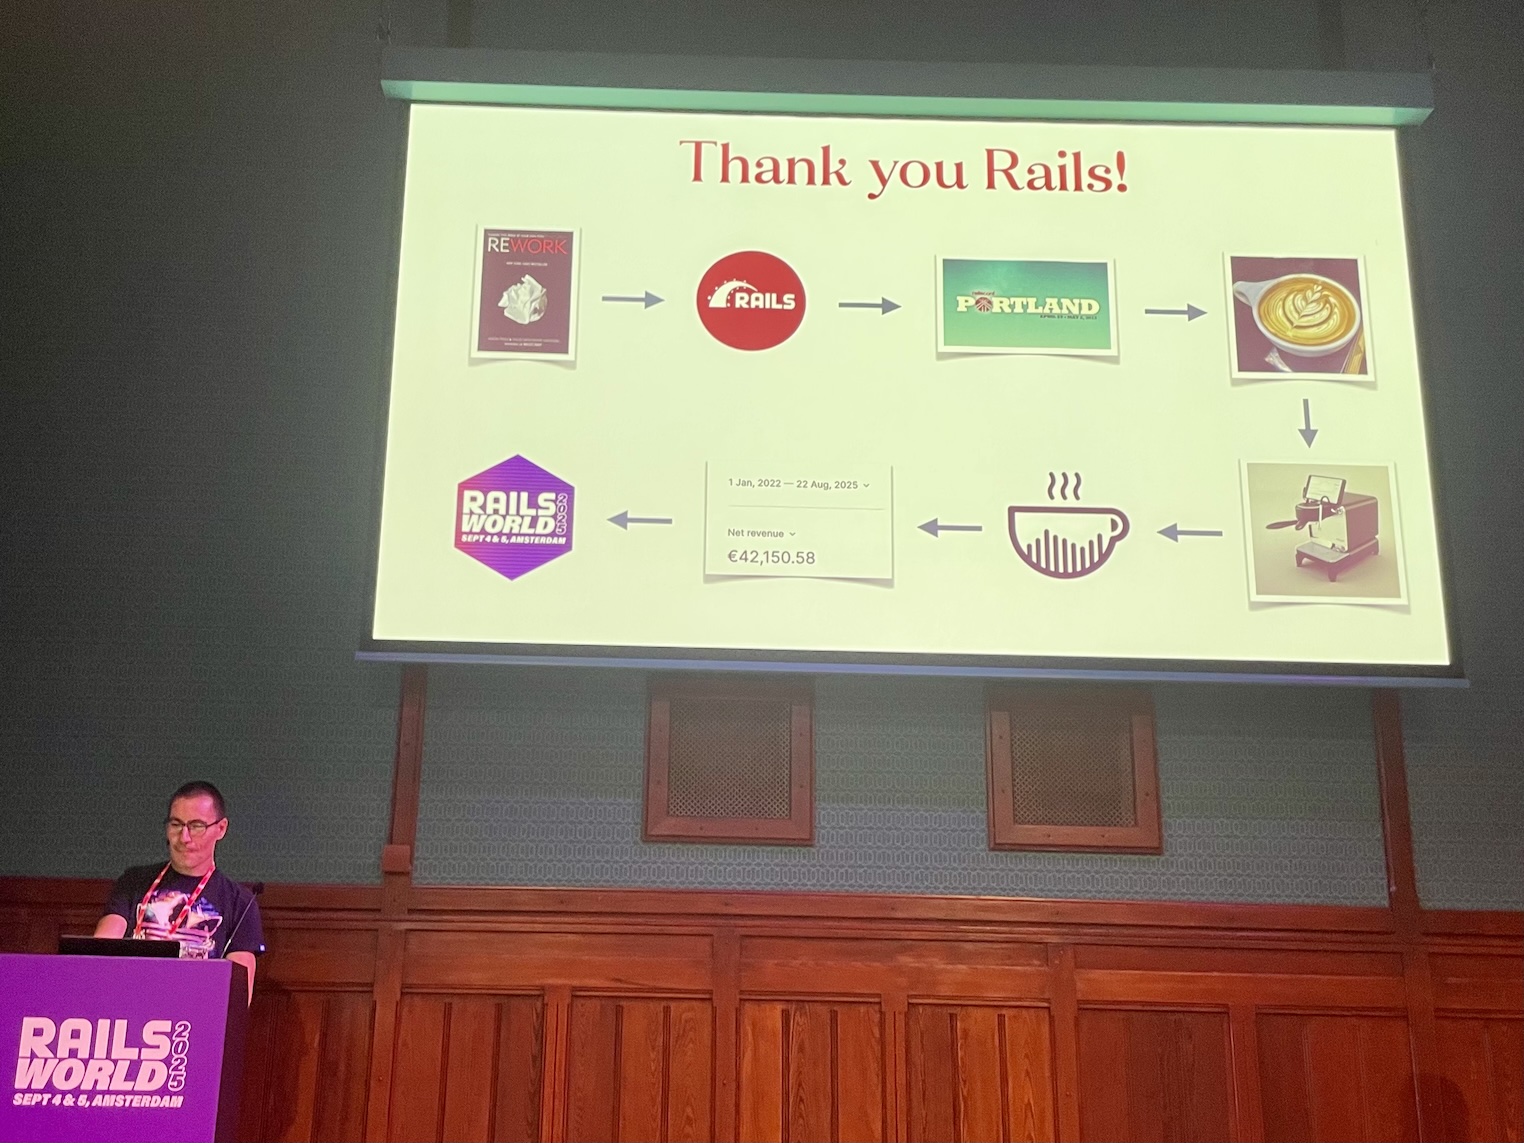 Thank you Rails!
REWORK
RAILS
PORTLAND
1 Jan, 2022 — 22 Aug, 2025
Net revenue
€42,150.58
RAILS
WORLD
2025
SEPT 4 & 5, AMSTERDAM
RAILS
WORLD
2025
SEPT 4 & 5, AMSTERDAM